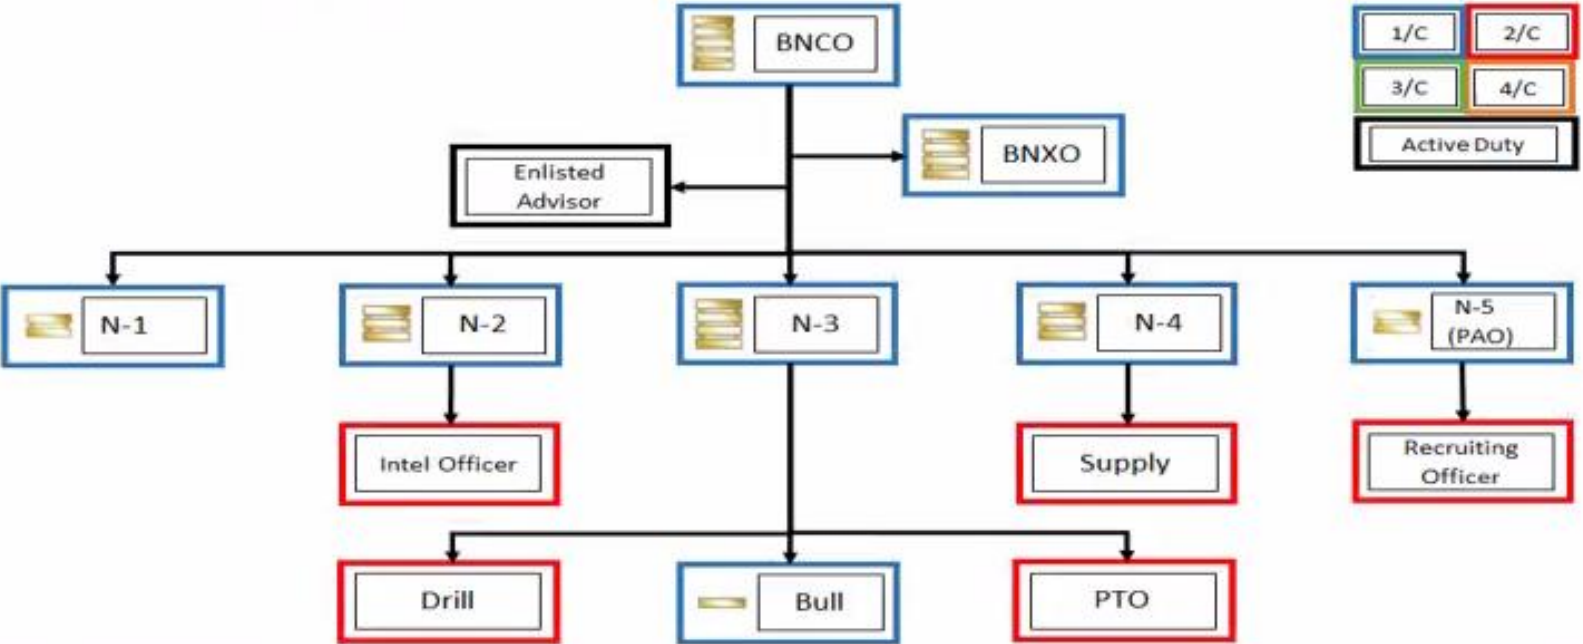 BNCO
1/C
2/C
3/C
4/C
Active Duty
BNXO
Enlisted
Advisor
N-1
N-2
N-3
N-4
N-5
(PAO)
Intel Officer
Supply
Recruiting
Officer
Drill
Bull
PTO